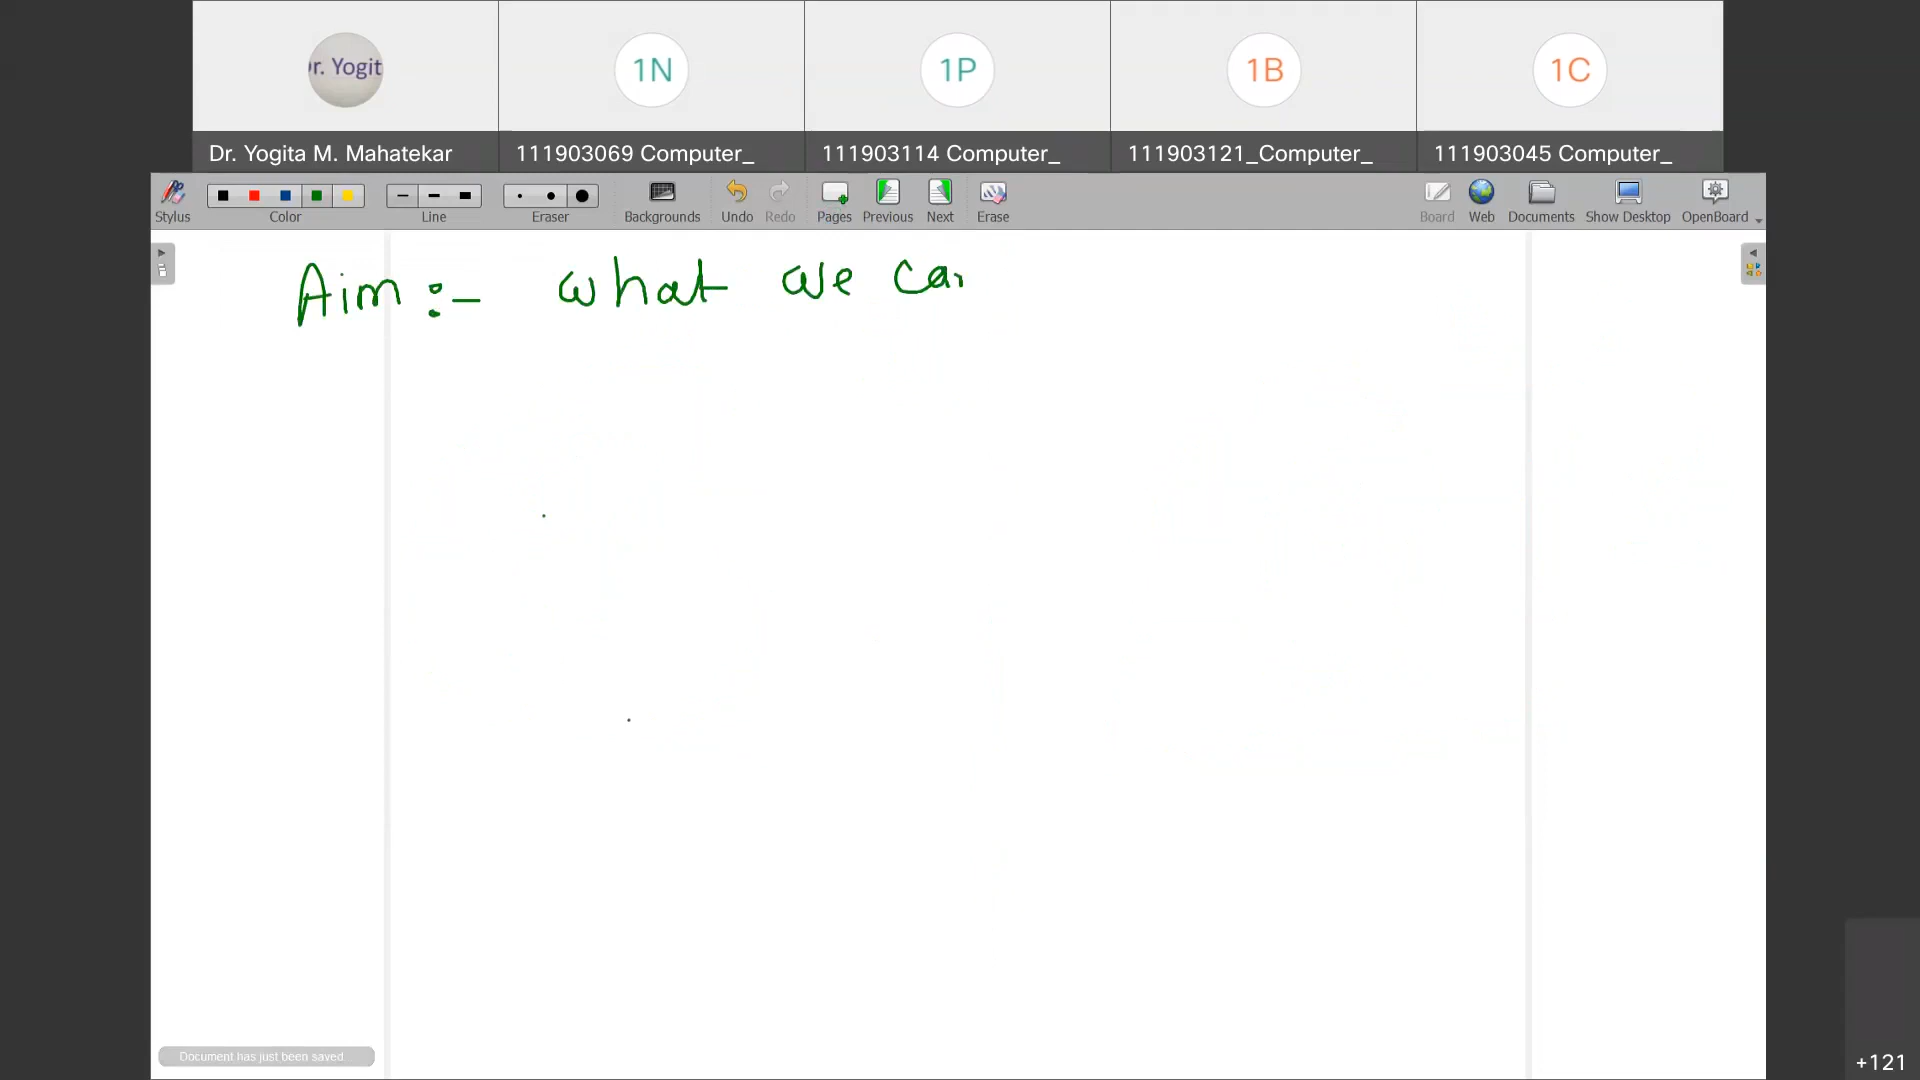 r. Yogit
1N
1P
1B
1C
Dr. Yogita M. Mahatekar
111903069 Computer_
111903114 Computer_
111903121_Computer_
111903045 Computer_
Stylus
Color
Line
Eraser
Backgrounds
Undo
Redo
Pages
Previous
Next
Erase
Board
Web
Documents
Show Desktop
OpenBoard
Aim :- what we can
Document has just been saved...
+121